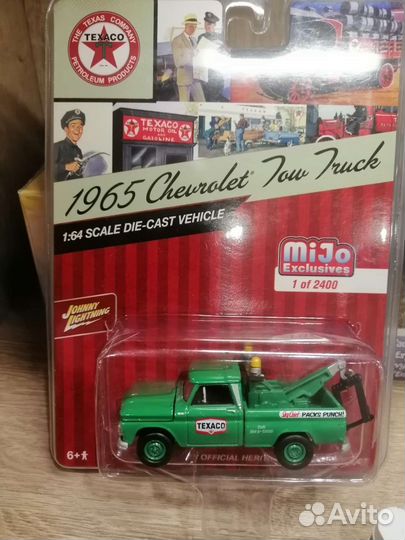 THE TEXAS COMPANY
TEXACO
T
PETROLEUM PRODUCTS
TEXACO
MOTOR OIL
GASOLINE
1965 Chevrolet Tow Truck
1:64 SCALE DIE-CAST VEHICLE
MiJo
Exclusives
1 of 2400
JOHNNY
LIGHTNING
Sky Chief PACKS PUNCH!
TEXACO
6+
OFFICIAL HERI
Avito